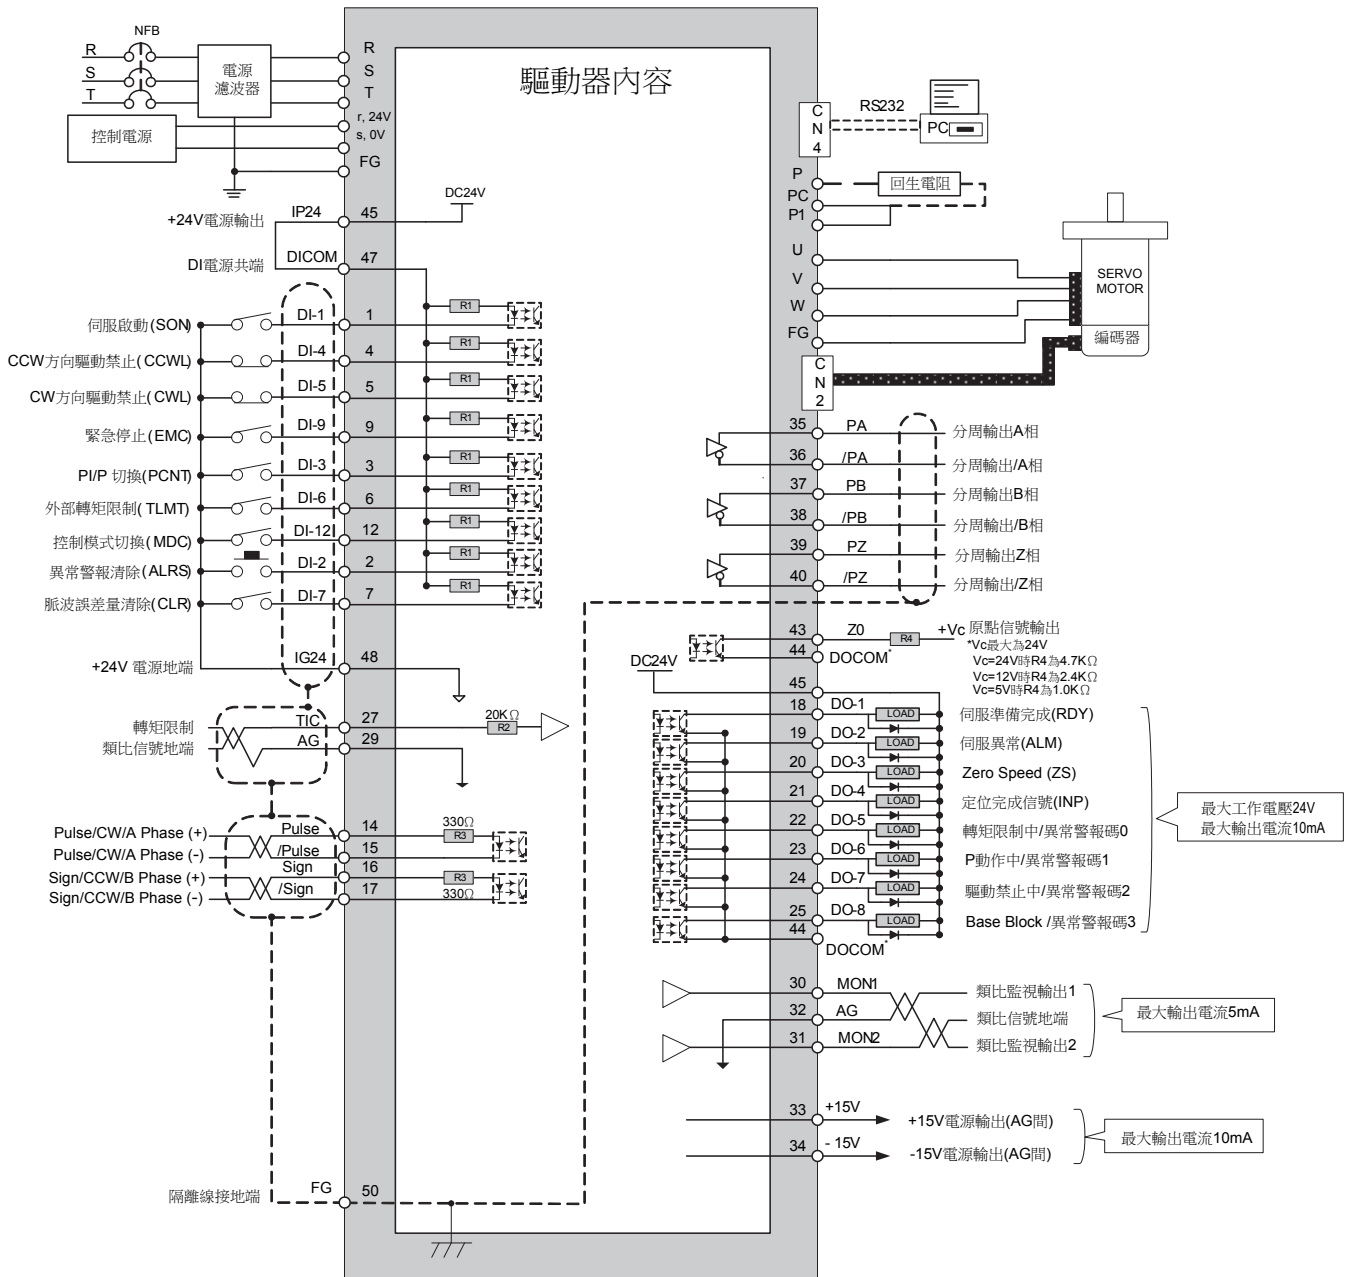 驅動器內容
NFB
R
S
T
電源
濾波器
控制電源
R
S
T
r, 24V
s, 0V
FG
+24V電源輸出 IP24 45 DC24V
DI電源共端 DICOM 47
伺服啟動(SON) DI-1 1 R1
CCW方向驅動禁止(CCWL) DI-4 4 R1
CW方向驅動禁止(CWL) DI-5 5 R1
緊急停止(EMC) DI-9 9 R1
PI/P 切換(PCNT) DI-3 3 R1
外部轉矩限制(TLMT) DI-6 6 R1
控制模式切換(MDC) DI-12 12 R1
異常警報清除(ALRS) DI-2 2 R1
脈波誤差量清除(CLR) DI-7 7 R1
+24V 電源地端 IG24 48
轉矩限制 TIC 27 20KΩ R2
類比信號地端 AG 29
Pulse/CW/A Phase (+) Pulse 14 330Ω R3
Pulse/CW/A Phase (-) /Pulse 15
Sign/CCW/B Phase (+) Sign 16 R3
Sign/CCW/B Phase (-) /Sign 17 330Ω
隔離線接地端 FG 50
CN4 RS232 PC
P 回生電阻
PC
P1
U
V
W
FG
SERVO
MOTOR
編碼器
CN2
35 PA 分周輸出A相
36 /PA 分周輸出/A相
37 PB 分周輸出B相
38 /PB 分周輸出/B相
39 PZ 分周輸出Z相
40 /PZ 分周輸出/Z相
43 Z0 R4 +Vc 原點信號輸出
44 DOCOM*
*Vc最大為24V
Vc=24V時R4為4.7KΩ
Vc=12V時R4為2.4KΩ
Vc=5V時R4為1.0KΩ
DC24V 45
18 DO-1 LOAD 伺服準備完成(RDY)
19 DO-2 LOAD 伺服異常(ALM)
20 DO-3 LOAD Zero Speed (ZS)
21 DO-4 LOAD 定位完成信號(INP)
22 DO-5 LOAD 轉矩限制中/異常警報碼0
23 DO-6 LOAD P動作中/異常警報碼1
24 DO-7 LOAD 驅動禁止中/異常警報碼2
25 DO-8 LOAD Base Block /異常警報碼3
44 DOCOM*
最大工作電壓24V
最大輸出電流10mA
30 MON1 類比監視輸出1
32 AG 類比信號地端
31 MON2 類比監視輸出2
最大輸出電流5mA
33 +15V +15V電源輸出(AG間)
34 - 15V -15V電源輸出(AG間)
最大輸出電流10mA